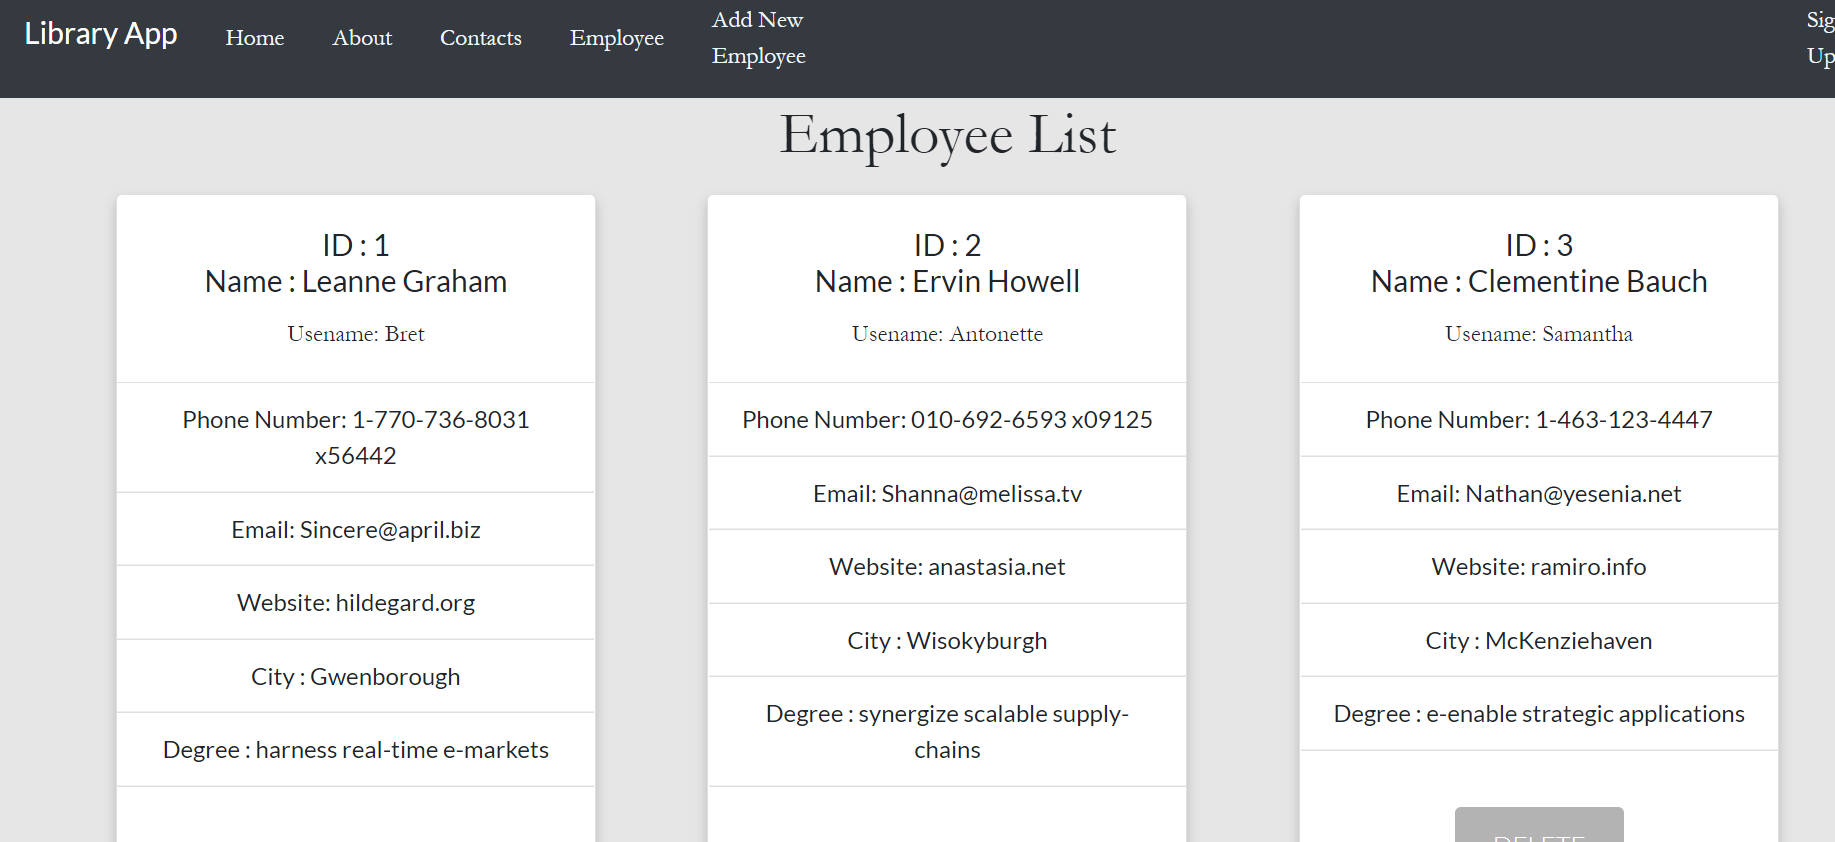 Library App
Home
About
Contacts
Employee
Add New
Employee
Sig
Up
Employee List
ID : 1
Name : Leanne Graham
Usename: Bret
Phone Number: 1-770-736-8031
x56442
Email: Sincere@april.biz
Website: hildegard.org
City : Gwenborough
Degree : harness real-time e-markets
ID : 2
Name : Ervin Howell
Usename: Antonette
Phone Number: 010-692-6593 x09125
Email: Shanna@melissa.tv
Website: anastasia.net
City : Wisokyburgh
Degree : synergize scalable supply-
chains
ID : 3
Name : Clementine Bauch
Usename: Samantha
Phone Number: 1-463-123-4447
Email: Nathan@yesenia.net
Website: ramiro.info
City : McKenziehaven
Degree : e-enable strategic applications
DELETE